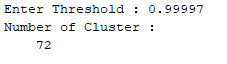 Enter Threshold : 0.99997
Number of Cluster :
72